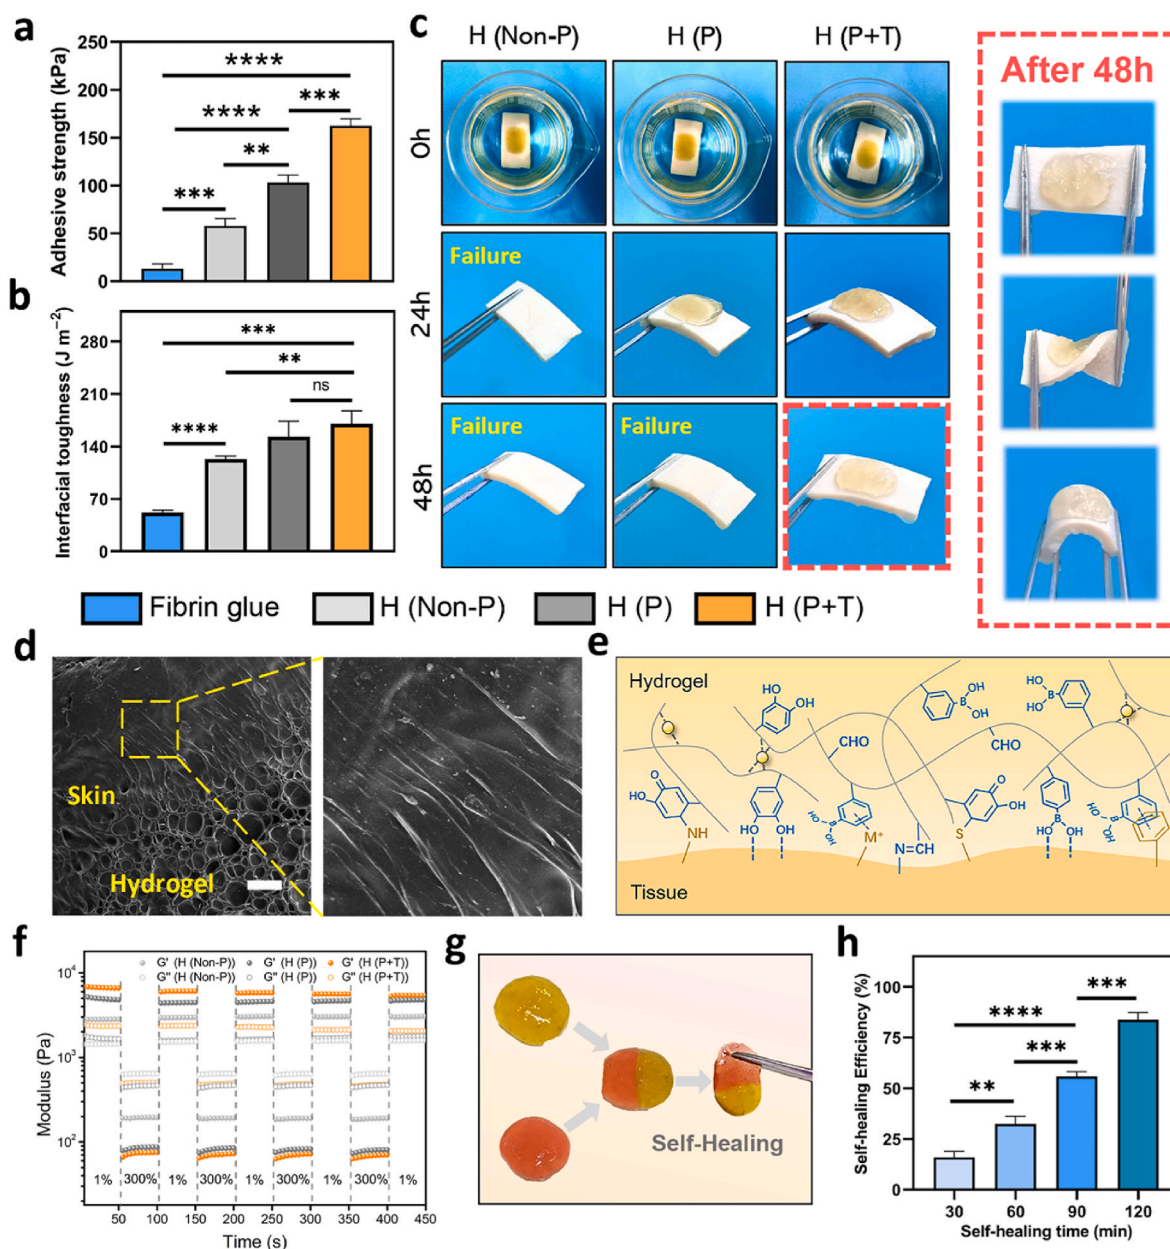 a
Adhesive strength (kPa)
250
200
150
100
50
0
****
***
****
**
***
b
Interfacial toughness (J m⁻²)
280
210
140
70
0
***
**
ns
****
c
H (Non-P)
H (P)
H (P+T)
0h
24h
Failure
48h
Failure
Failure
After 48h
Fibrin glue
H (Non-P)
H (P)
H (P+T)
d
Skin
Hydrogel
e
Hydrogel
HO
OH
HO
B
OH
HO
OH
B
CHO
CHO
O
HO
NH
HO
OH
B
HO
OH
M⁺
N=CH
O
OH
S
B
HO
OH
B
HO
OH
Tissue
f
G' (H (Non-P))
G' (H (P))
G' (H (P+T))
G" (H (Non-P))
G" (H (P))
G" (H (P+T))
Modulus (Pa)
10⁴
10³
10²
1%
300%
1%
300%
1%
300%
1%
300%
1%
50
100
150
200
250
300
350
400
450
Time (s)
g
Self-Healing
h
Self-healing Efficiency (%)
100
75
50
25
0
***
****
***
**
30
60
90
120
Self-healing time (min)